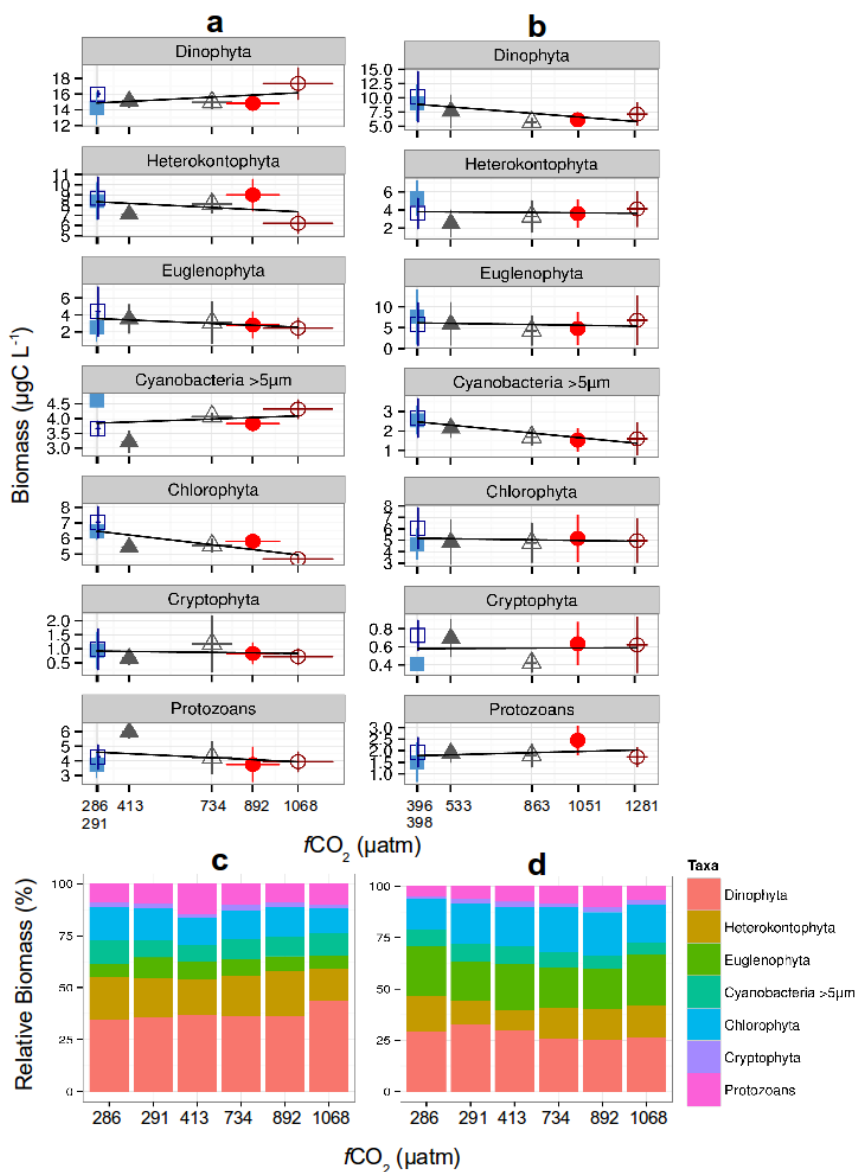 a
b
Dinophyta
Dinophyta
16
14
12
15.0
10.0
7.5
5.0
Heterokontophyta
Heterokontophyta
11
10
9
8
7
6
5
6
4
2
Euglenophyta
Euglenophyta
6
4
2
10
5
0
Cyanobacteria >5µm
Cyanobacteria >5µm
4.5
4.0
3.5
3.0
3
2
1
Chlorophyta
Chlorophyta
8
7
6
5
8
7
6
5
4
3
Cryptophyta
Cryptophyta
2.0
1.5
1.0
0.5
0.8
0.6
0.4
Protozoans
Protozoans
6
5
4
3
3.0
2.5
2.0
1.5
1.0
286 413 734 892 1068
291
396 533 863 1051 1281
398
Biomass (µgC L⁻¹)
fCO₂ (µatm)
c
d
100
75
50
25
0
100
75
50
25
0
286 291 413 734 892 1068
286 291 413 734 892 1068
Relative Biomass (%)
fCO₂ (µatm)
Taxa
Dinophyta
Heterokontophyta
Euglenophyta
Cyanobacteria >5µm
Chlorophyta
Cryptophyta
Protozoans